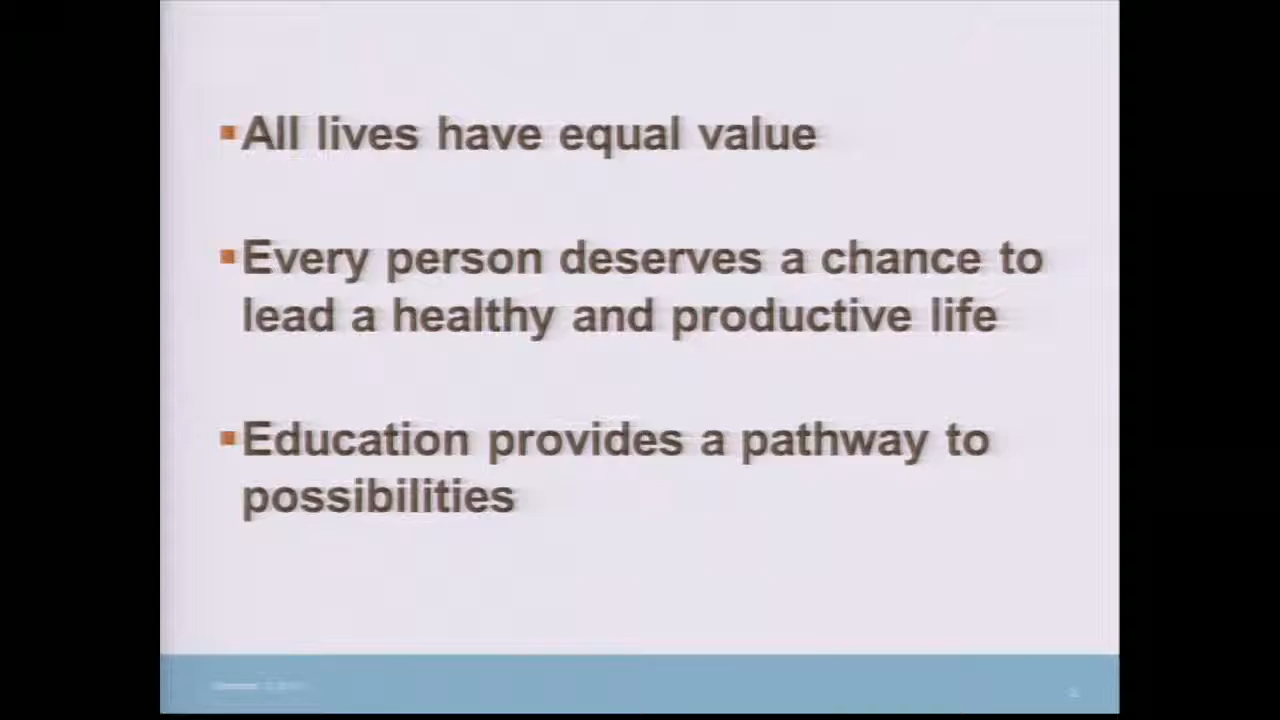 All lives have equal value
Every person deserves a chance to
lead a healthy and productive life
Education provides a pathway to
possibilities